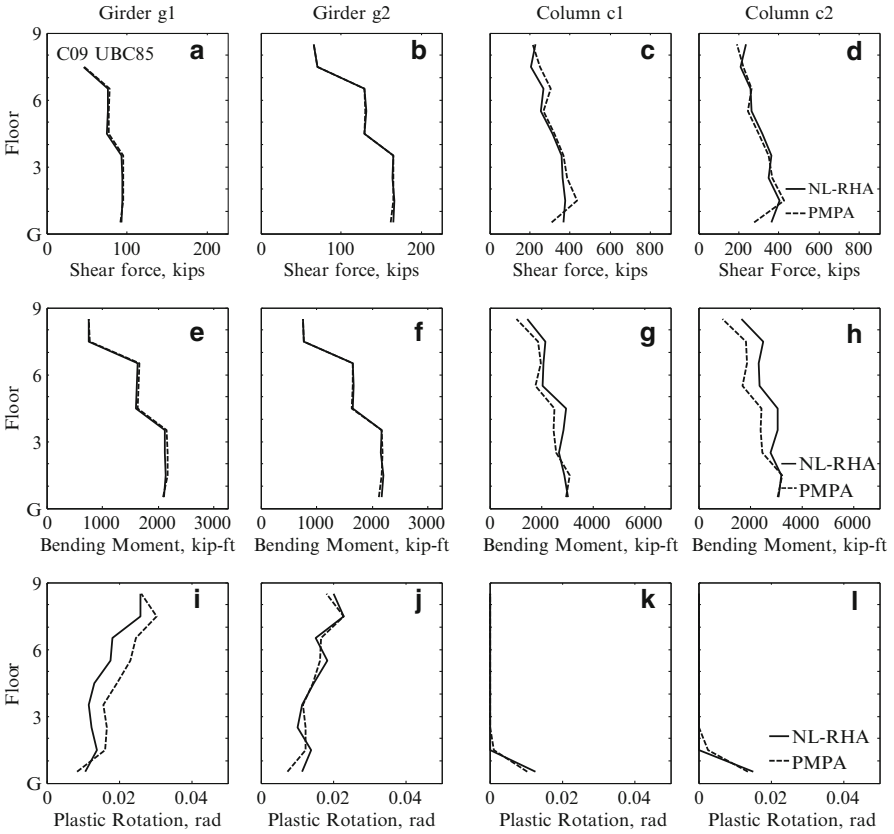 Girder g1 Girder g2 Column c1 Column c2
9 C09 UBC85 a b c d
6
Floor
3
NL-RHA
PMPA
G
0 100 200 0 100 200 0 200 400 600 800 0 200 400 600 800
Shear force, kips Shear force, kips Shear force, kips Shear Force, kips
9 e f g h
6
Floor
3
NL-RHA
PMPA
G
0 1000 2000 3000 0 1000 2000 3000 0 2000 4000 6000 0 2000 4000 6000
Bending Moment, kip-ft Bending Moment, kip-ft Bending Moment, kip-ft Bending Moment, kip-ft
9 i j k l
6
Floor
3
NL-RHA
PMPA
G
0 0.02 0.04 0 0.02 0.04 0 0.02 0.04 0 0.02 0.04
Plastic Rotation, rad Plastic Rotation, rad Plastic Rotation, rad Plastic Rotation, rad